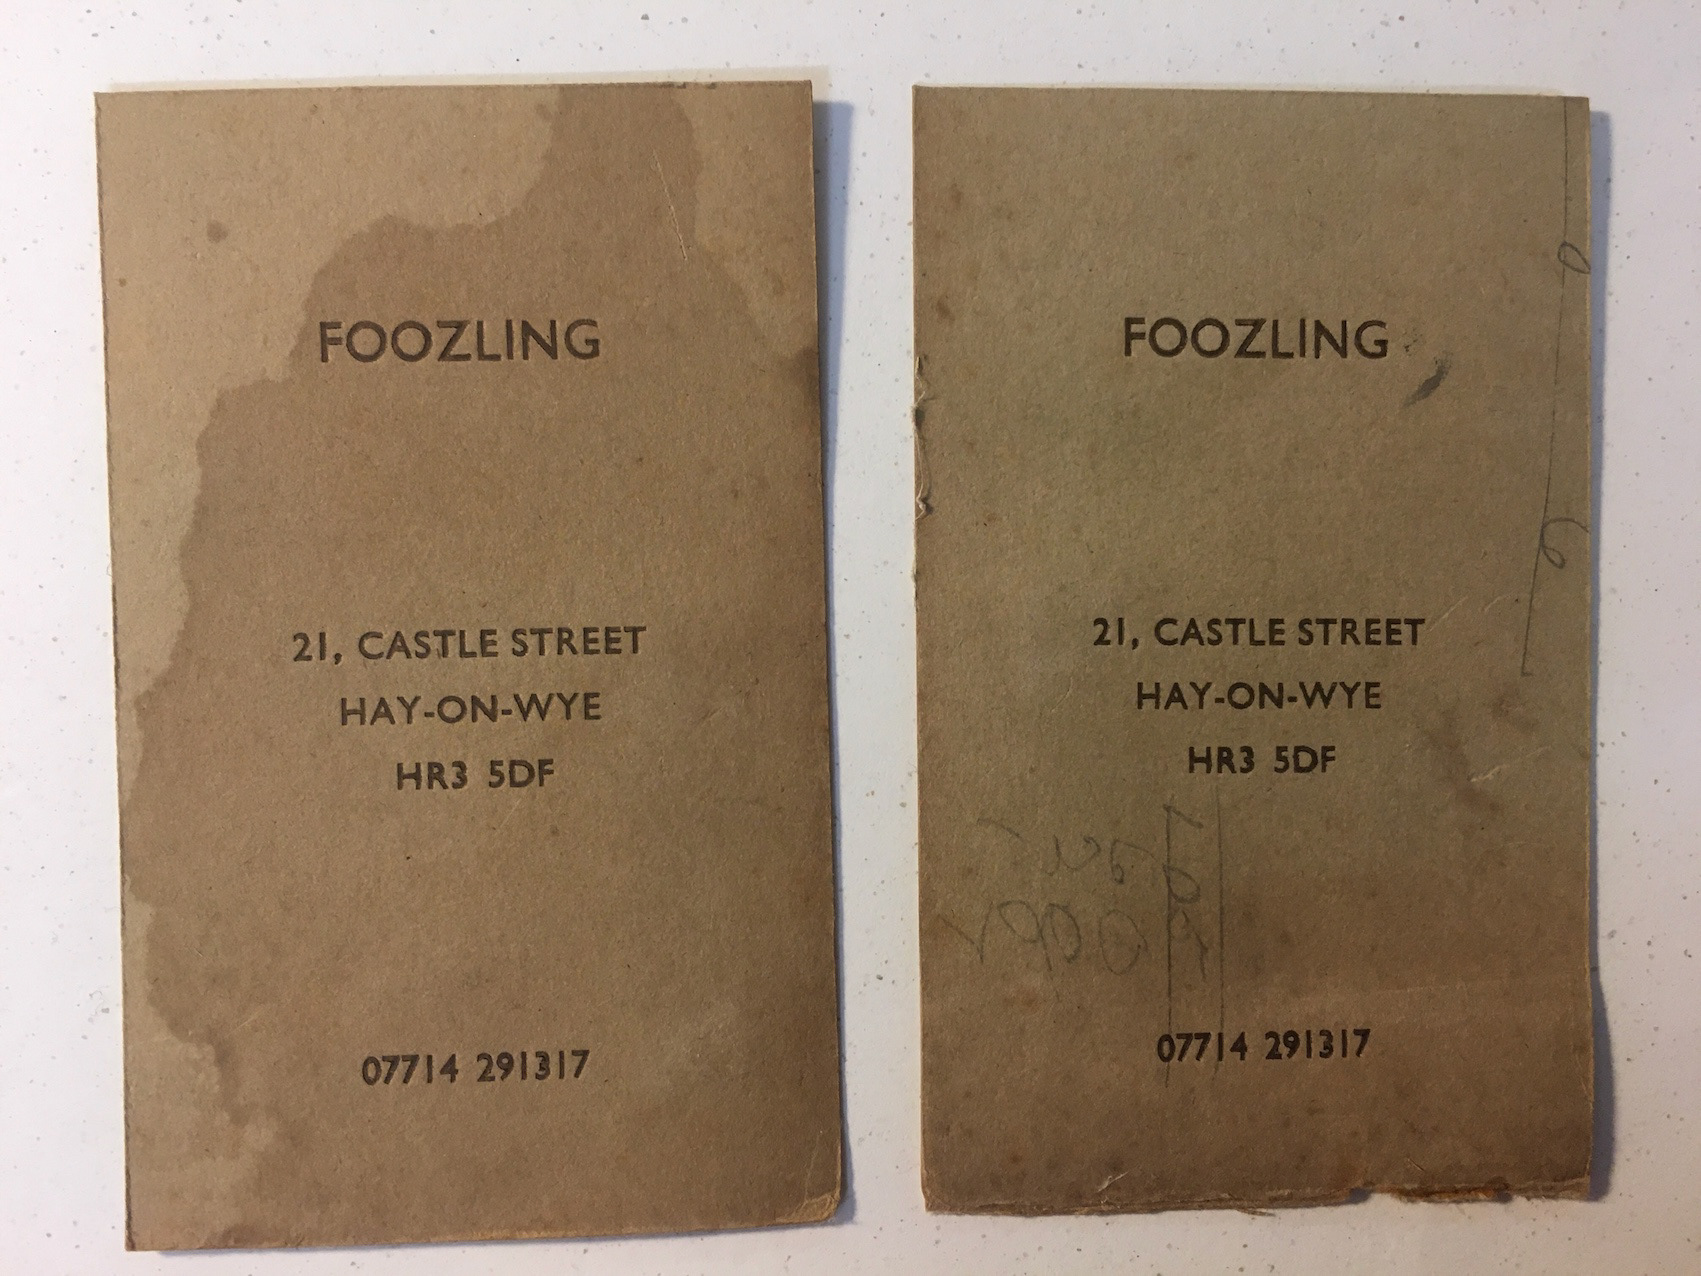 FOOZLING
21, CASTLE STREET
HAY-ON-WYE
HR3 5DF
07714 291317
FOOZLING
21, CASTLE STREET
HAY-ON-WYE
HR3 5DF
07714 291317